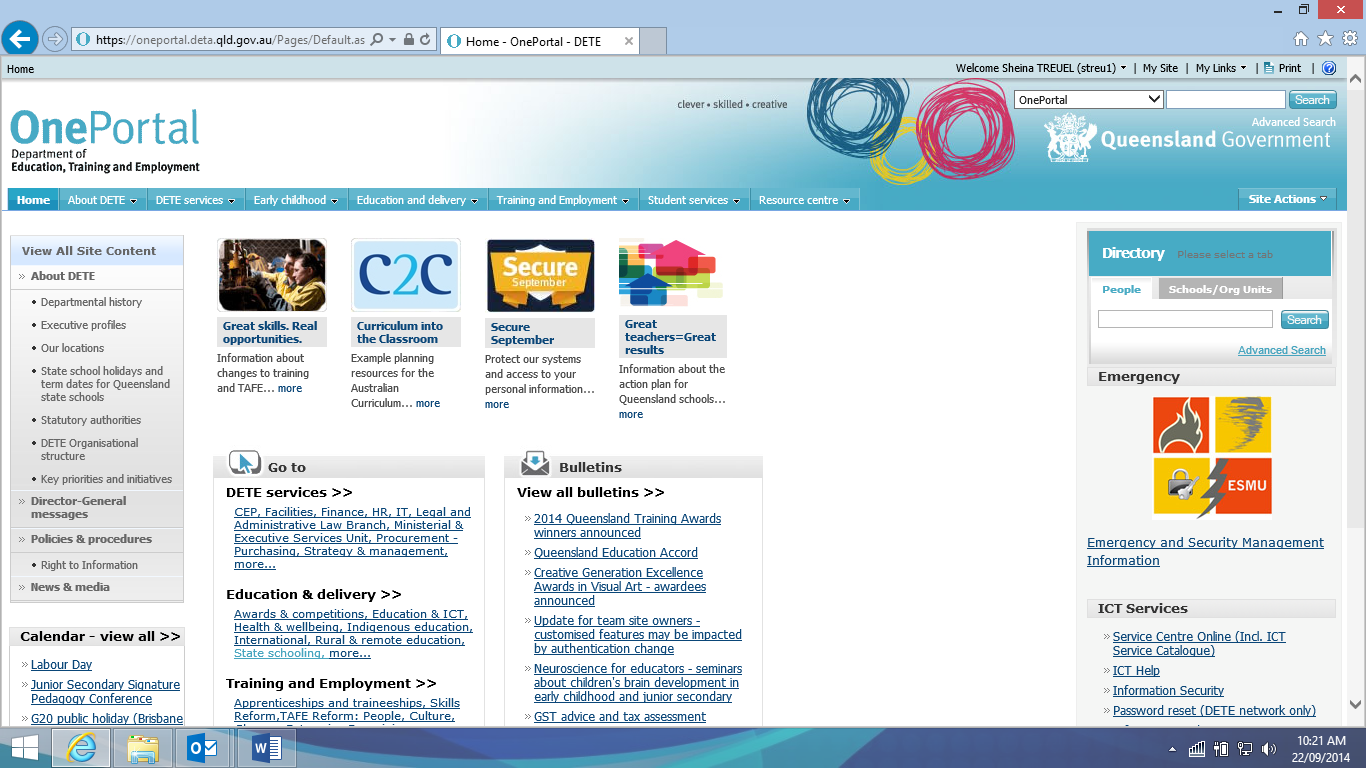 https://oneportal.deta.qld.gov.au/Pages/Default.as
Home - OnePortal - DETE
Home
Welcome Sheina TREUEL (streu1)
My Site
My Links
Print
clever • skilled • creative
OnePortal
Search
Advanced Search
OnePortal
Department of
Education, Training and Employment
Queensland Government
Home
About DETE
DETE services
Early childhood
Education and delivery
Training and Employment
Student services
Resource centre
Site Actions
View All Site Content
About DETE
Departmental history
Executive profiles
Our locations
State school holidays and
term dates for Queensland
state schools
Statutory authorities
DETE Organisational
structure
Key priorities and initiatives
Director-General
messages
Policies & procedures
Right to Information
News & media
Calendar - view all >>
Labour Day
Junior Secondary Signature
Pedagogy Conference
G20 public holiday (Brisbane
Great skills. Real
opportunities.
Information about
changes to training
and TAFE... more
C2C
Curriculum into
the Classroom
Example planning
resources for the
Australian
Curriculum... more
Secure
September
Secure
September
Protect our systems
and access to your
personal information...
more
Great
teachers=Great
results
Information about the
action plan for
Queensland schools...
more
Go to
DETE services >>
CEP, Facilities, Finance, HR, IT, Legal and
Administrative Law Branch, Ministerial &
Executive Services Unit, Procurement -
Purchasing, Strategy & management,
more...
Education & delivery >>
Awards & competitions, Education & ICT,
Health & wellbeing, Indigenous education,
International, Rural & remote education,
State schooling, more...
Training and Employment >>
Apprenticeships and traineeships, Skills
Reform,TAFE Reform: People, Culture,
Bulletins
View all bulletins >>
2014 Queensland Training Awards
winners announced
Queensland Education Accord
Creative Generation Excellence
Awards in Visual Art - awardees
announced
Update for team site owners -
customised features may be impacted
by authentication change
Neuroscience for educators - seminars
about children's brain development in
early childhood and junior secondary
GST advice and tax assessment
Directory
Please select a tab
People
Schools/Org Units
Search
Advanced Search
Emergency
ESMU
Emergency and Security Management
Information
ICT Services
Service Centre Online (Incl. ICT
Service Catalogue)
ICT Help
Information Security
Password reset (DETE network only)
10:21 AM
22/09/2014